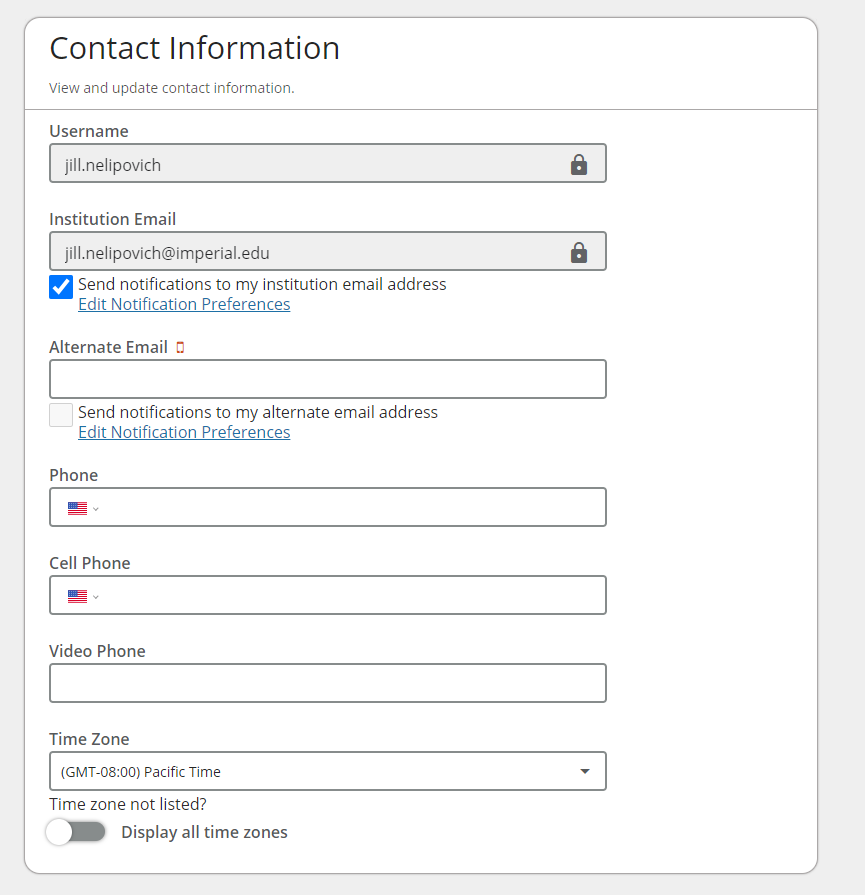 Contact Information
View and update contact information.
Username
jill.nelipovich
Institution Email
jill.nelipovich@imperial.edu
Send notifications to my institution email address
Edit Notification Preferences
Alternate Email
Send notifications to my alternate email address
Edit Notification Preferences
Phone
Cell Phone
Video Phone
Time Zone
(GMT-08:00) Pacific Time
Time zone not listed?
Display all time zones